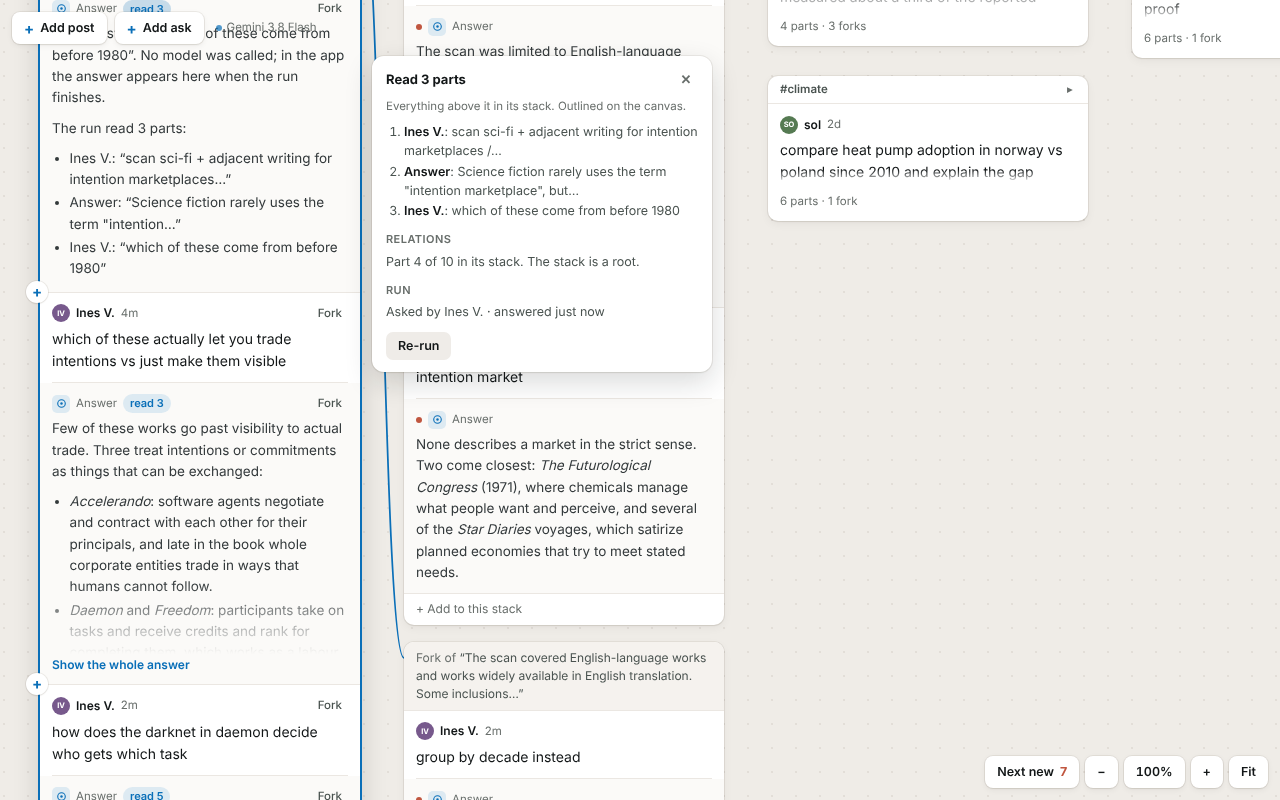 Answer read 3 Fork
+ Add post
+ Add ask
Gemini 3.8 Flash
of these come from
before 1980”. No model was called; in the app
the answer appears here when the run
finishes.
The run read 3 parts:
• Ines V.: “scan sci-fi + adjacent writing for
intention marketplaces…”
• Answer: “Science fiction rarely uses the
term "intention…”
• Ines V.: “which of these come from before
1980”
+
IV Ines V. 4m Fork
which of these actually let you trade
intentions vs just make them visible
Answer read 3 Fork
Few of these works go past visibility to actual
trade. Three treat intentions or commitments
as things that can be exchanged:
• Accelerando: software agents negotiate
and contract with each other for their
principals, and late in the book whole
corporate entities trade in ways that
humans cannot follow.
• Daemon and Freedom: participants take on
tasks and receive credits and rank for
Show the whole answer
+
IV Ines V. 2m Fork
how does the darknet in daemon decide
who gets which task
Answer read 5 Fork
Answer
The scan was limited to English-language
Read 3 parts ✕
Everything above it in its stack. Outlined on the canvas.
1. Ines V.: scan sci-fi + adjacent writing for intention
marketplaces /…
2. Answer: Science fiction rarely uses the term
"intention marketplace", but…
3. Ines V.: which of these come from before 1980
RELATIONS
Part 4 of 10 in its stack. The stack is a root.
RUN
Asked by Ines V. · answered just now
Re-run
intention market
Answer
None describes a market in the strict sense.
Two come closest: The Futurological
Congress (1971), where chemicals manage
what people want and perceive, and several
of the Star Diaries voyages, which satirize
planned economies that try to meet stated
needs.
+ Add to this stack
Fork of “The scan covered English-language works
and works widely available in English translation.
Some inclusions…”
IV Ines V. 2m
group by decade instead
Answer
measured about a third of the reported
4 parts · 3 forks
#climate ▸
SO sol 2d
compare heat pump adoption in norway vs
poland since 2010 and explain the gap
6 parts · 1 fork
proof
6 parts · 1 fork
Next new 7
−
100%
+
Fit